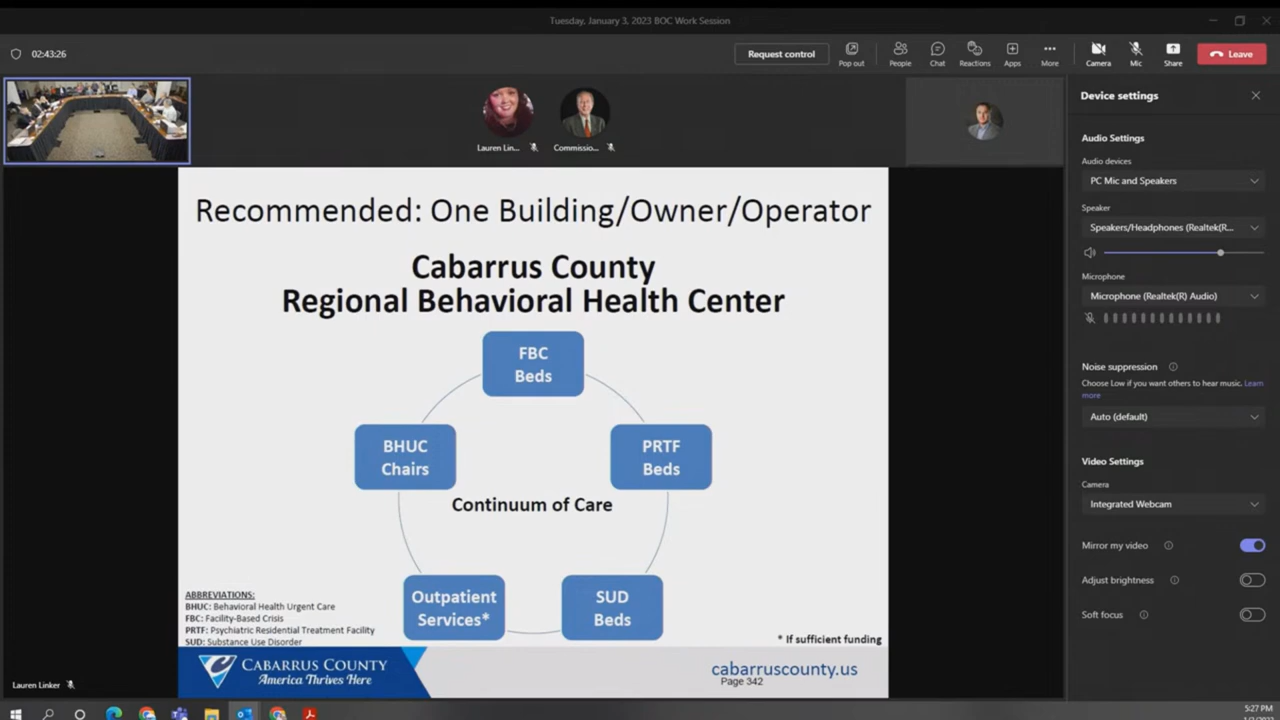 Tuesday, January 3, 2023 BOC Work Session
02:43:26
Request control
Pop out
People
Chat
Reactions
Apps
More
Camera
Mic
Share
Leave
Lauren Lin...
Commissio...
Recommended: One Building/Owner/Operator
Cabarrus County
Regional Behavioral Health Center
FBC
Beds
BHUC
Chairs
PRTF
Beds
Continuum of Care
Outpatient
Services*
SUD
Beds
ABBREVIATIONS:
BHUC: Behavioral Health Urgent Care
FBC: Facility-Based Crisis
PRTF: Psychiatric Residential Treatment Facility
SUD: Substance Use Disorder
* If sufficient funding
CABARRUS COUNTY
America Thrives Here
cabarruscounty.us
Page 342
Lauren Linker
Device settings
Audio Settings
Audio devices
PC Mic and Speakers
Speaker
Speakers/Headphones (Realtek(R...
Microphone
Microphone (Realtek(R) Audio)
Noise suppression
Choose Low if you want others to hear music. Learn
more
Auto (default)
Video Settings
Camera
Integrated Webcam
Mirror my video
Adjust brightness
Soft focus
5:27 PM